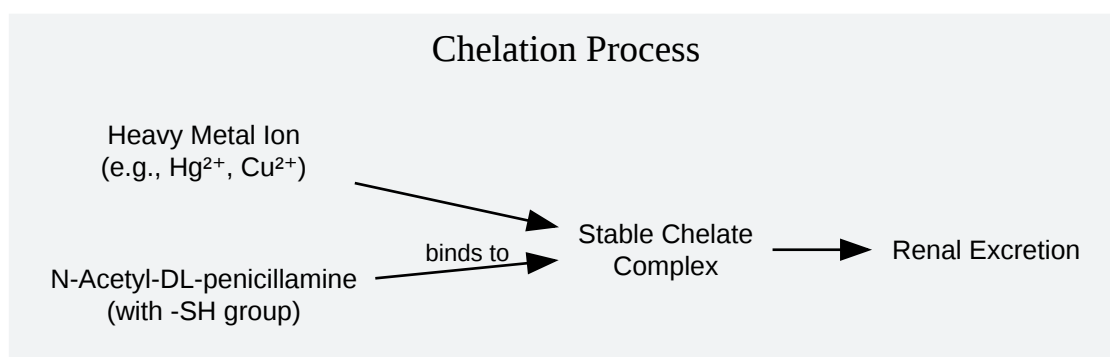 Chelation Process
Heavy Metal Ion
(e.g., Hg²⁺, Cu²⁺)
binds to
Stable Chelate
Complex
Renal Excretion
N-Acetyl-DL-penicillamine
(with -SH group)